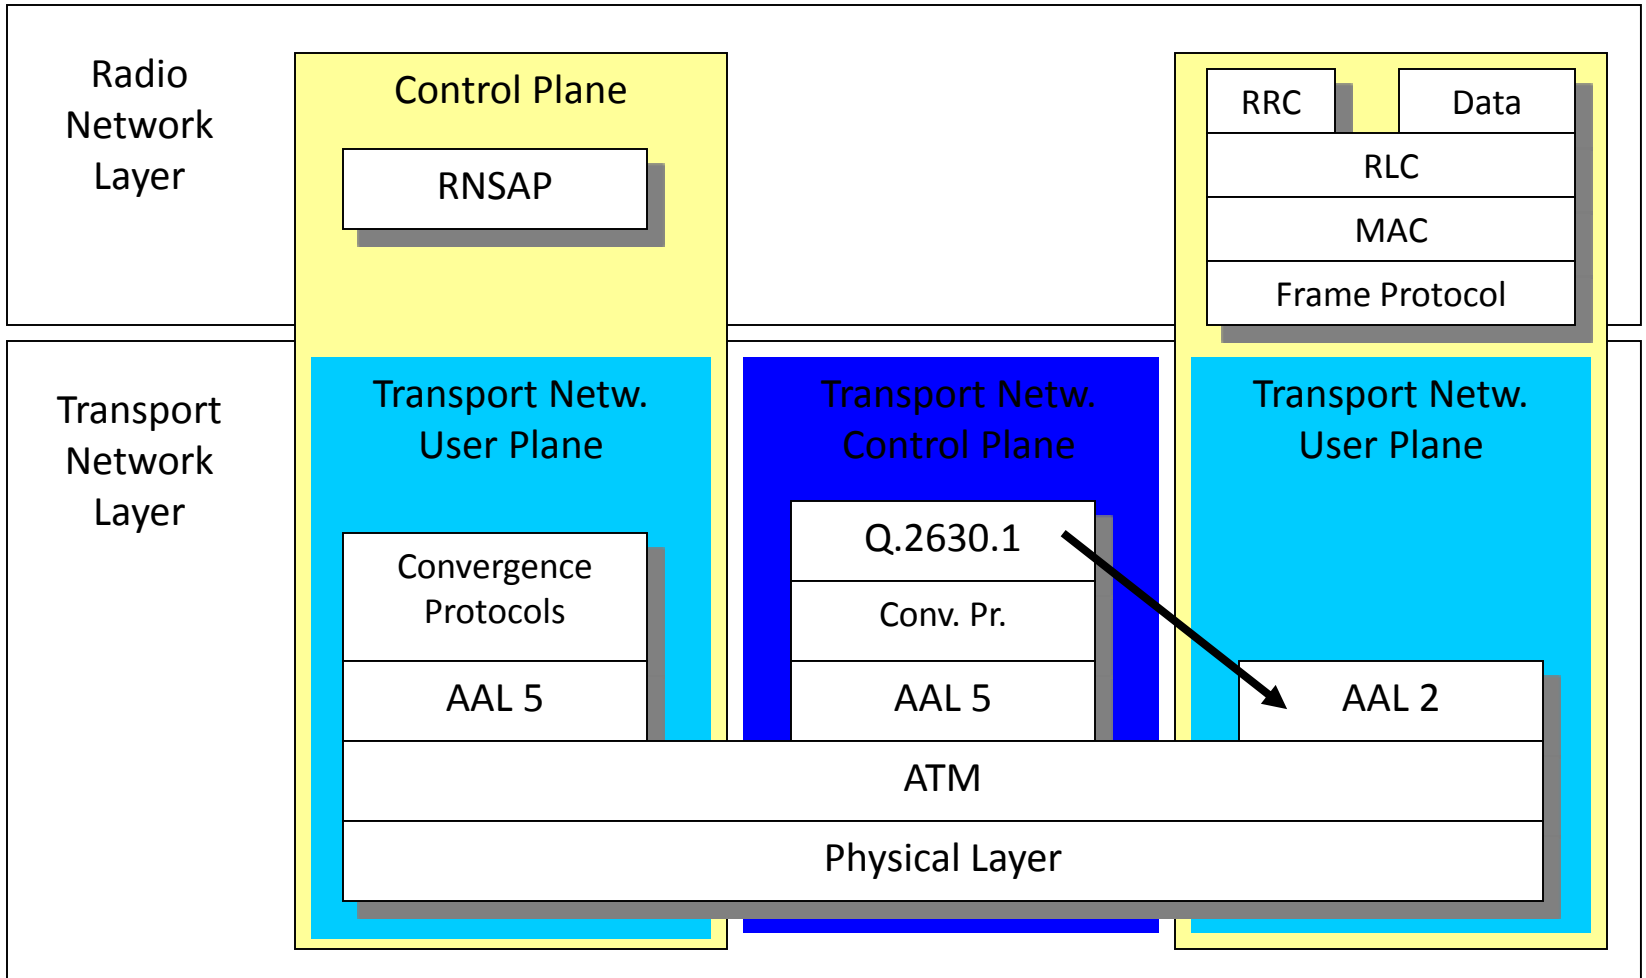 Radio
Network
Layer
Control Plane
RNSAP
RRC
Data
RLC
MAC
Frame Protocol
Transport
Network
Layer
Transport Netw.
User Plane
Convergence
Protocols
AAL 5
Transport Netw.
Control Plane
Q.2630.1
Conv. Pr.
AAL 5
Transport Netw.
User Plane
AAL 2
ATM
Physical Layer